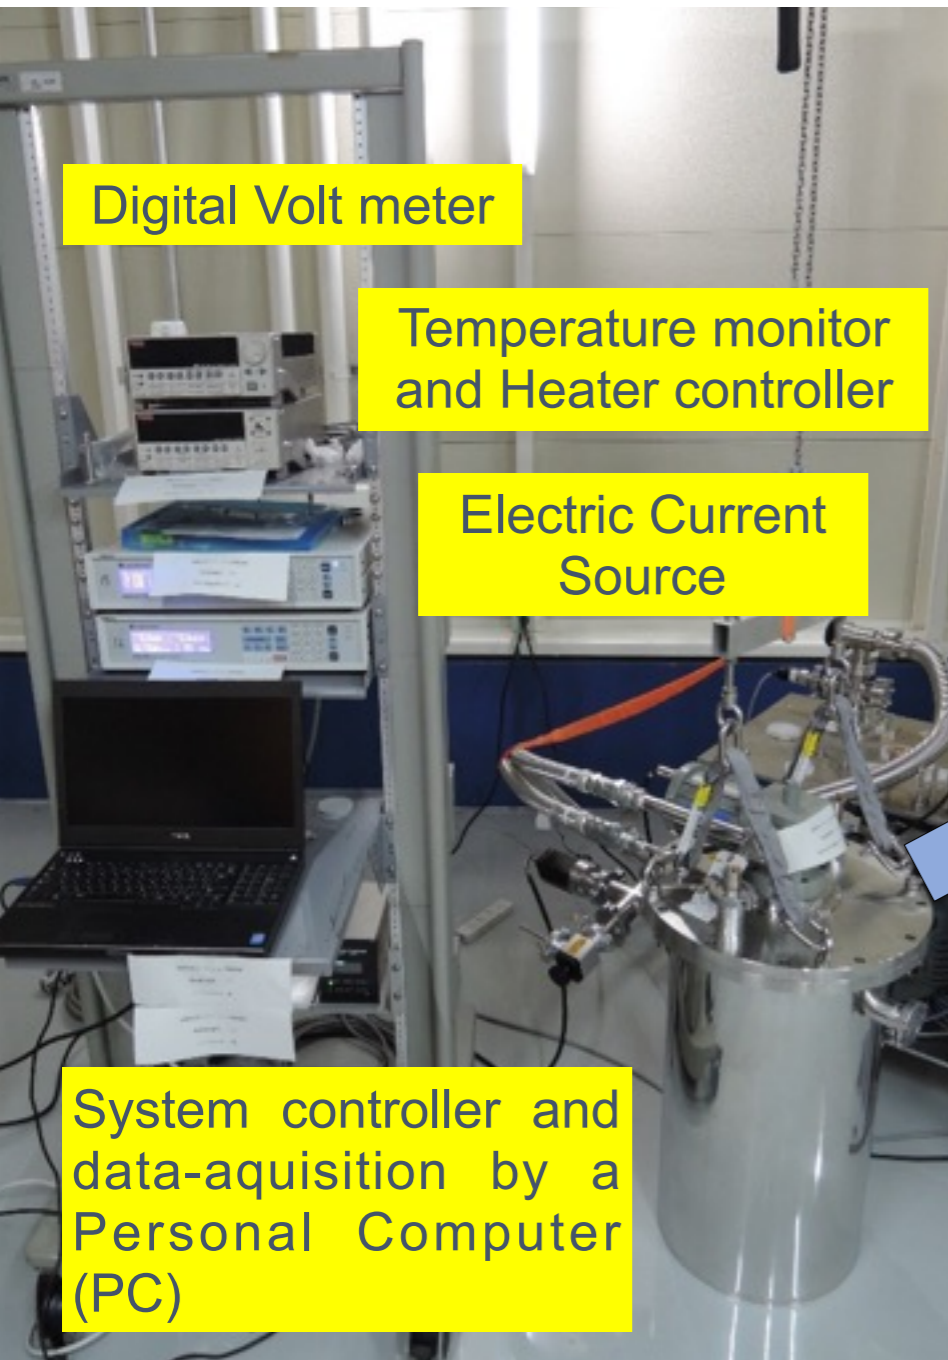 Digital Volt meter
Temperature monitor
and Heater controller
Electric Current
Source
System controller and
data-aquisition by a
Personal Computer
(PC)